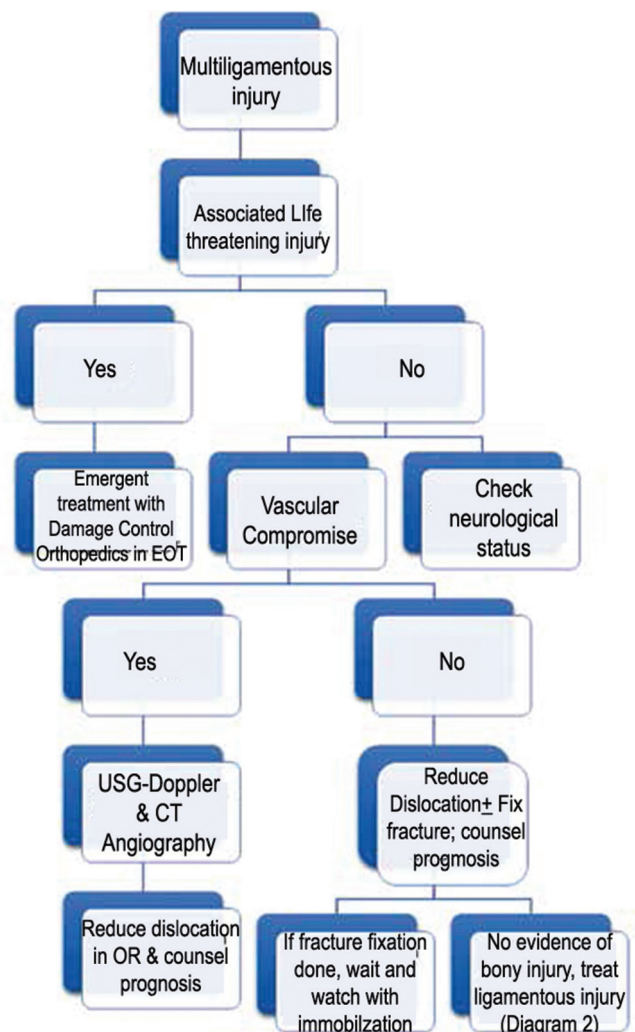 Multiligamentous
injury
Associated LIfe
threatening injury
Yes
No
Emergent
treatment with
Damage Control
Orthopedics in EOT
Vascular
Compromise
Check
neurological
status
Yes
No
USG-Doppler
& CT
Angiography
Reduce
Dislocation± Fix
fracture; counsel
progmosis
Reduce dislocation
in OR & counsel
prognosis
If fracture fixation
done, wait and
watch with
immobilzation
No evidence of
bony injury, treat
ligamentous injury
(Diagram 2)